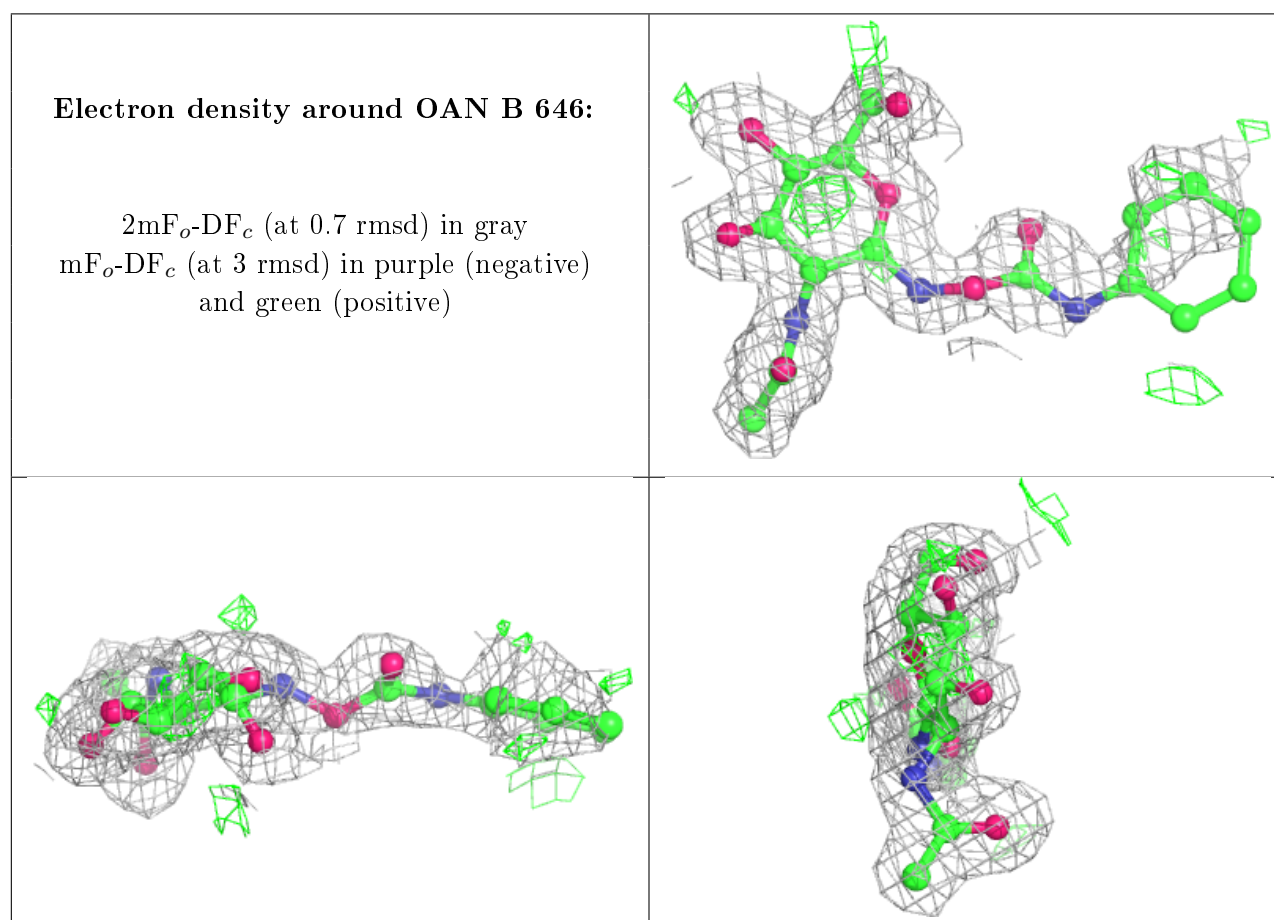 Electron density around OAN B 646:
2mFo-DFc (at 0.7 rmsd) in gray
mFo-DFc (at 3 rmsd) in purple (negative)
and green (positive)